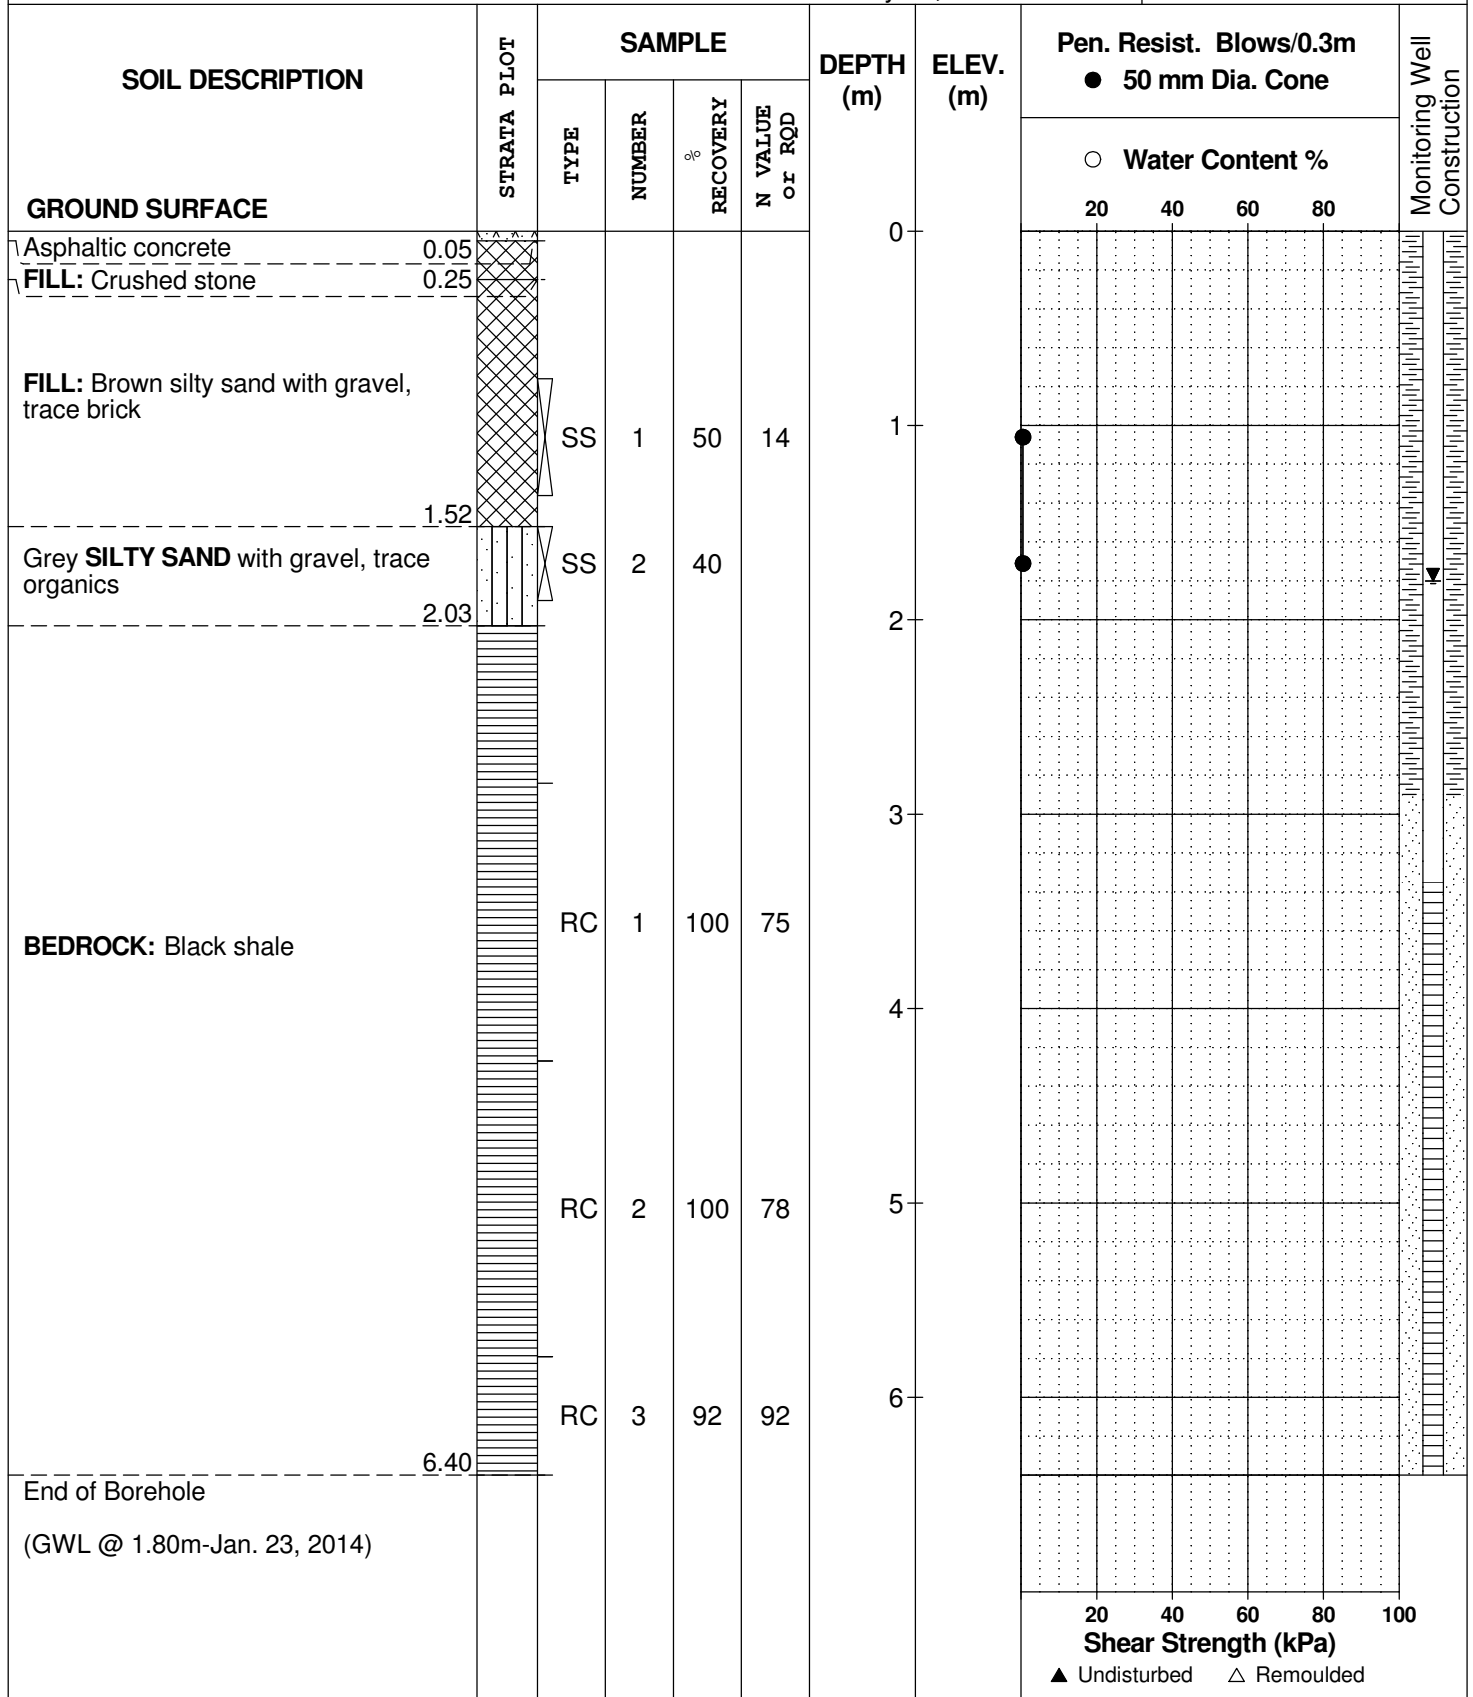 SOIL DESCRIPTION
GROUND SURFACE
STRATA PLOT
SAMPLE
TYPE
NUMBER
% RECOVERY
N VALUE or RQD
DEPTH (m)
ELEV. (m)
Pen. Resist. Blows/0.3m
● 50 mm Dia. Cone
○ Water Content %
20 40 60 80
Monitoring Well Construction
0
Asphaltic concrete 0.05
FILL: Crushed stone 0.25
FILL: Brown silty sand with gravel,
trace brick
SS 1 50 14
1
1.52
Grey SILTY SAND with gravel, trace
organics
SS 2 40
2.03
2
3
BEDROCK: Black shale
RC 1 100 75
4
RC 2 100 78
5
6
RC 3 92 92
6.40
End of Borehole
(GWL @ 1.80m-Jan. 23, 2014)
20 40 60 80 100
Shear Strength (kPa)
▲ Undisturbed △ Remoulded